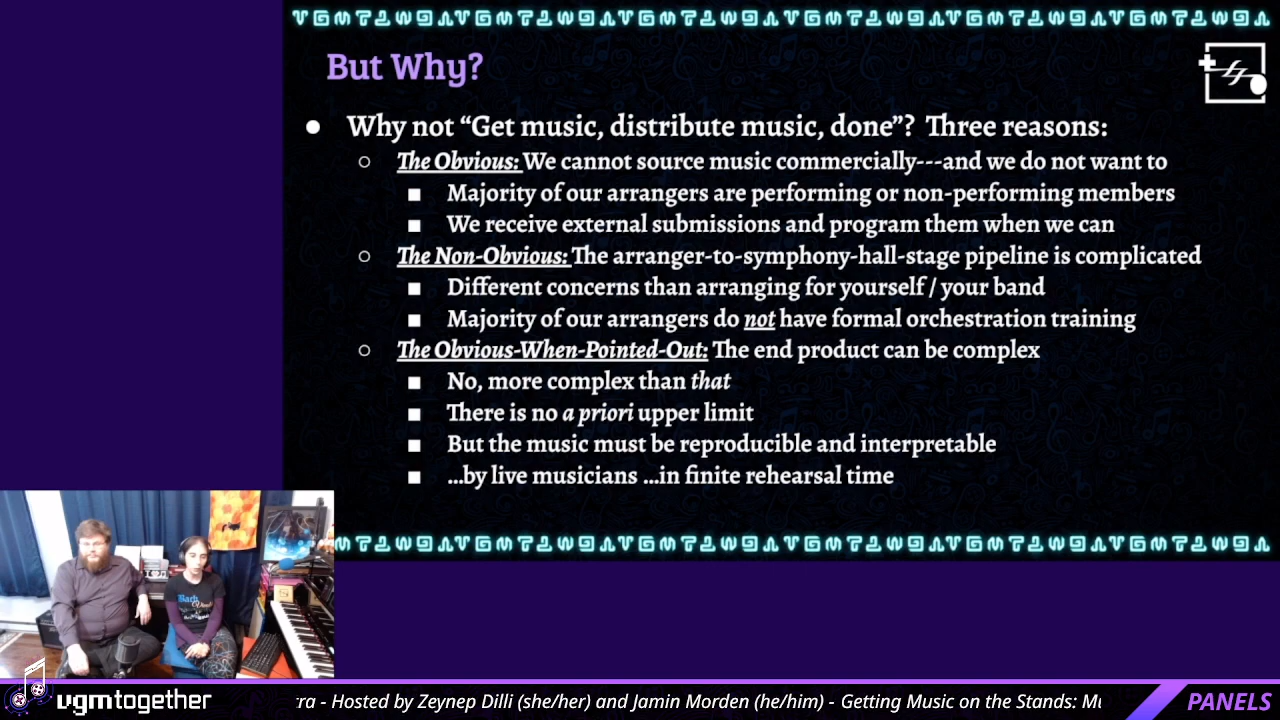 But Why?
● Why not “Get music, distribute music, done”? Three reasons:
○ The Obvious: We cannot source music commercially---and we do not want to
■ Majority of our arrangers are performing or non-performing members
■ We receive external submissions and program them when we can
○ The Non-Obvious: The arranger-to-symphony-hall-stage pipeline is complicated
■ Different concerns than arranging for yourself / your band
■ Majority of our arrangers do not have formal orchestration training
○ The Obvious-When-Pointed-Out: The end product can be complex
■ No, more complex than that
■ There is no a priori upper limit
■ But the music must be reproducible and interpretable
■ …by live musicians …in finite rehearsal time
vgmtogether
rra - Hosted by Zeynep Dilli (she/her) and Jamin Morden (he/him) - Getting Music on the Stands: Mu
PANELS